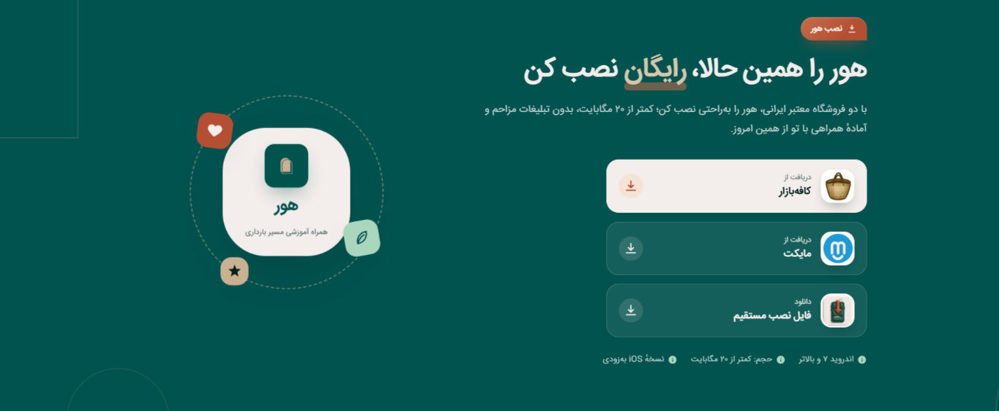 نصب هور
هور را همین حالا، رایگان نصب کن
با دو فروشگاه معتبر ایرانی، هور را به‌راحتی نصب کن؛ کمتر از ۲۰ مگابایت، بدون تبلیغات مزاحم و
آمادهٔ همراهی با تو از همین امروز.
دریافت از
کافه‌بازار
دریافت از
مایکت
دانلود
فایل نصب مستقیم
اندروید ۷ و بالاتر
حجم: کمتر از ۲۰ مگابایت
نسخهٔ iOS به‌زودی
هور
همراه آموزشی مسیر بارداری